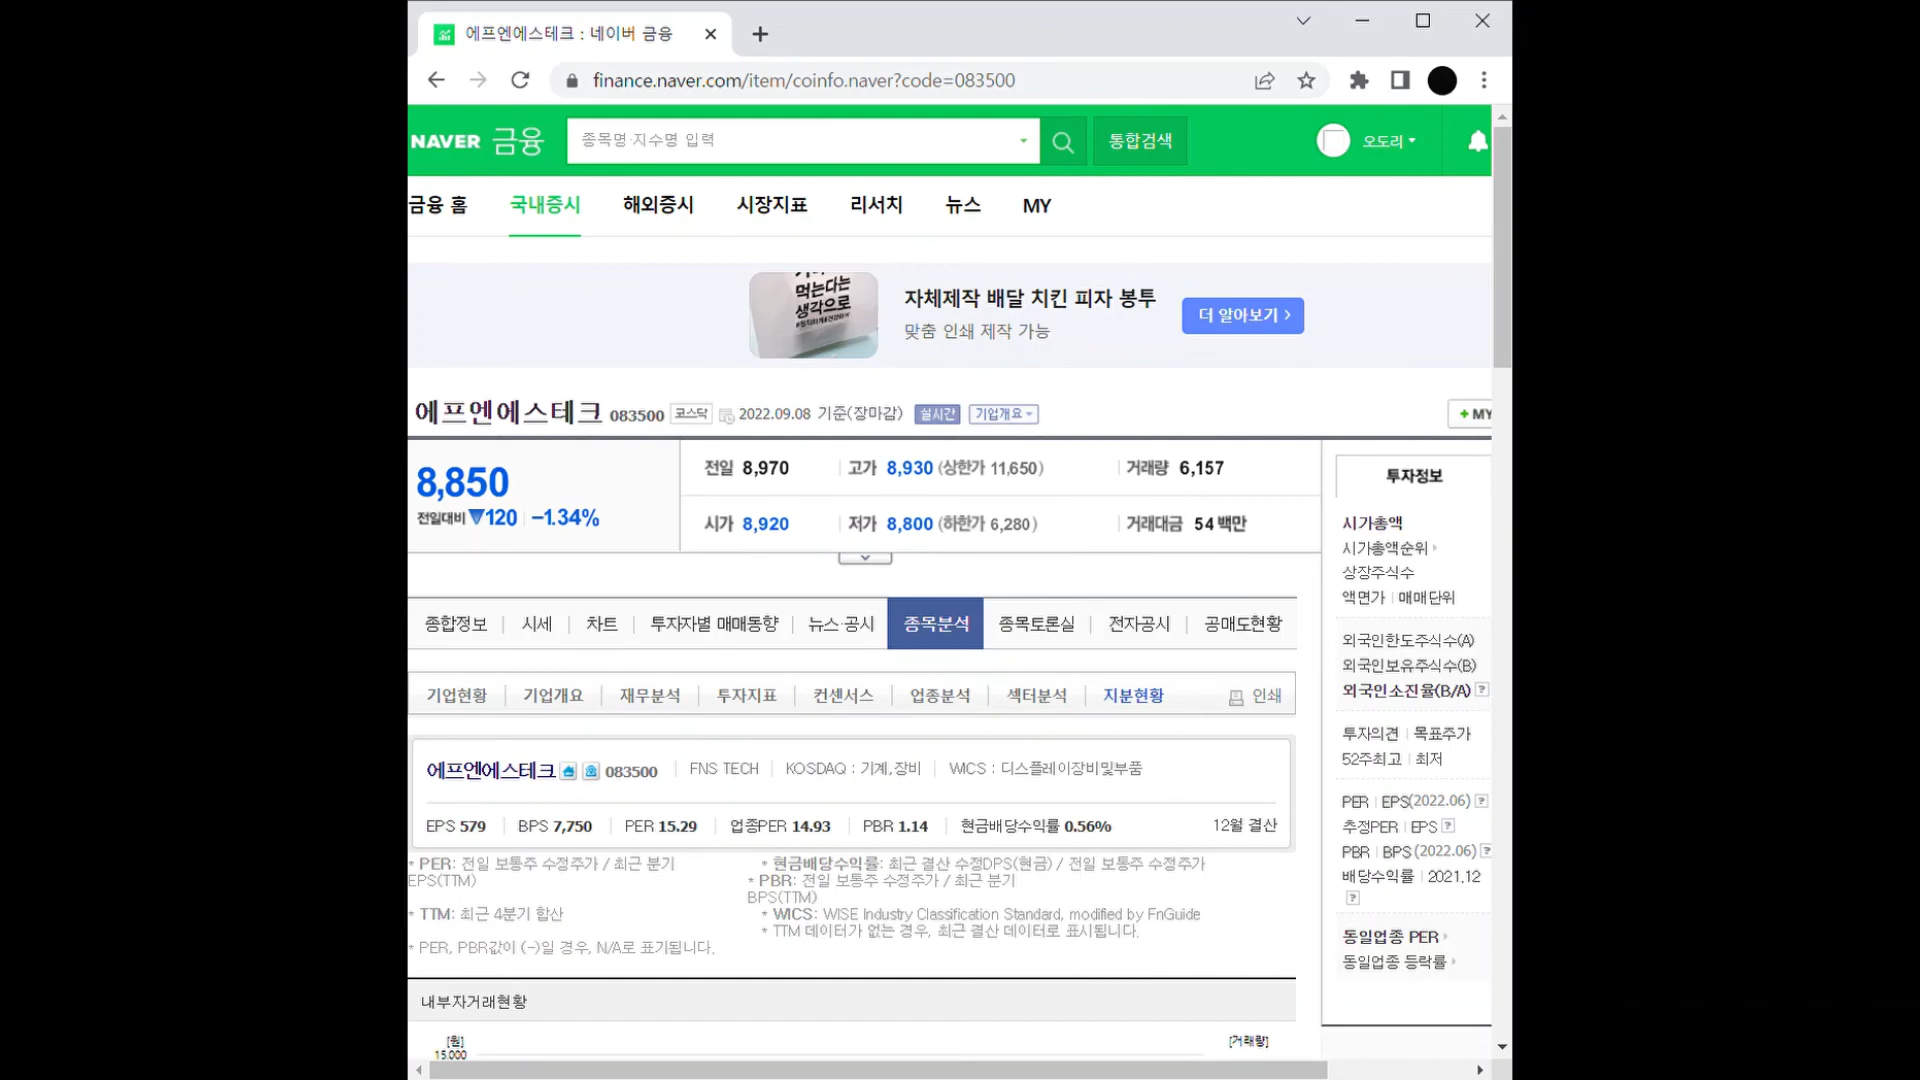 에프엔에스테크 : 네이버 금융
finance.naver.com/item/coinfo.naver?code=083500
NAVER 금융
종목명·지수명 입력
통합검색
오도리
금융 홈 국내증시 해외증시 시장지표 리서치 뉴스 MY
먹는다는
생각으로
자체제작 배달 치킨 피자 봉투
맞춤 인쇄 제작 가능
더 알아보기
에프엔에스테크 083500 코스닥 2022.09.08 기준(장마감) 실시간 기업개요
+ MY
8,850
전일대비 ▼120 -1.34%
전일 8,970 고가 8,930 (상한가 11,650) 거래량 6,157
시가 8,920 저가 8,800 (하한가 6,280) 거래대금 54 백만
종합정보 시세 차트 투자자별 매매동향 뉴스·공시 종목분석 종목토론실 전자공시 공매도현황
기업현황 기업개요 재무분석 투자지표 컨센서스 업종분석 섹터분석 지분현황 인쇄
에프엔에스테크 083500 FNS TECH KOSDAQ : 기계,장비 WICS : 디스플레이장비및부품
EPS 579 BPS 7,750 PER 15.29 업종PER 14.93 PBR 1.14 현금배당수익률 0.56% 12월 결산
* PER: 전일 보통주 수정주가 / 최근 분기
EPS(TTM)
* TTM: 최근 4분기 합산
* PER, PBR값이 (-)일 경우, N/A로 표기됩니다.
* 현금배당수익률: 최근 결산 수정DPS(현금) / 전일 보통주 수정주가
* PBR: 전일 보통주 수정주가 / 최근 분기
BPS(TTM)
* WICS: WISE Industry Classification Standard, modified by FnGuide
* TTM 데이터가 없는 경우, 최근 결산 데이터로 표시됩니다.
내부자거래현황
[원] [거래량]
15,000
투자정보
시가총액
시가총액순위
상장주식수
액면가 매매단위
외국인한도주식수(A)
외국인보유주식수(B)
외국인소진율(B/A) ?
투자의견 목표주가
52주최고 최저
PER EPS(2022.06) ?
추정PER EPS ?
PBR BPS (2022.06) ?
배당수익률 2021.12
?
동일업종 PER
동일업종 등락률